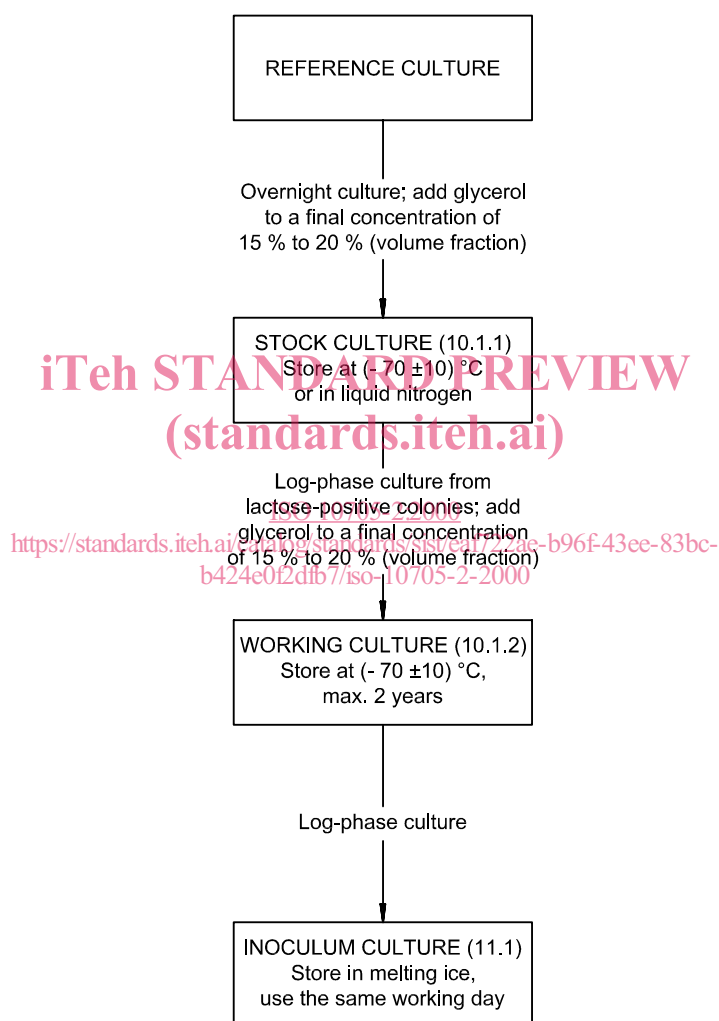 REFERENCE CULTURE
Overnight culture; add glycerol
to a final concentration of
15 % to 20 % (volume fraction)
STOCK CULTURE (10.1.1)
Store at (- 70 ±10) °C
or in liquid nitrogen
iTeh STANDARD PREVIEW
(standards.iteh.ai)
Log-phase culture from
lactose-positive colonies; add
glycerol to a final concentration
of 15 % to 20 % (volume fraction)
ISO 10705-2:2000
https://standards.iteh.ai/catalog/standards/sist/eaf722ae-b96f-43ee-83bc-
b424e0f2dfb7/iso-10705-2-2000
WORKING CULTURE (10.1.2)
Store at (- 70 ±10) °C,
max. 2 years
Log-phase culture
INOCULUM CULTURE (11.1)
Store in melting ice,
use the same working day